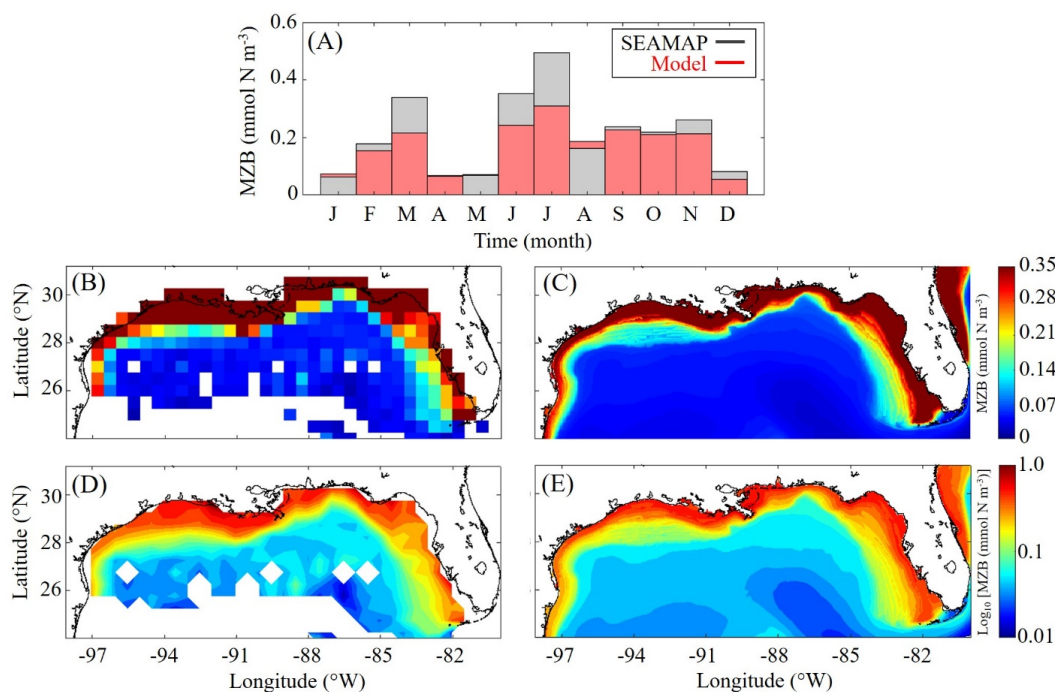 (A)
SEAMAP
Model
MZB (mmol N m⁻³)
0.6
0.4
0.2
0
J F M A M J J A S O N D
Time (month)
(B)
Latitude (°N)
30
28
26
(C)
MZB (mmol N m⁻³)
0.35
0.28
0.21
0.14
0.07
0
(D)
Latitude (°N)
30
28
26
-97 -94 -91 -88 -85 -82
Longitude (°W)
(E)
-97 -94 -91 -88 -85 -82
Longitude (°W)
Log₁₀ [MZB (mmol N m⁻³)]
1.0
0.1
0.01